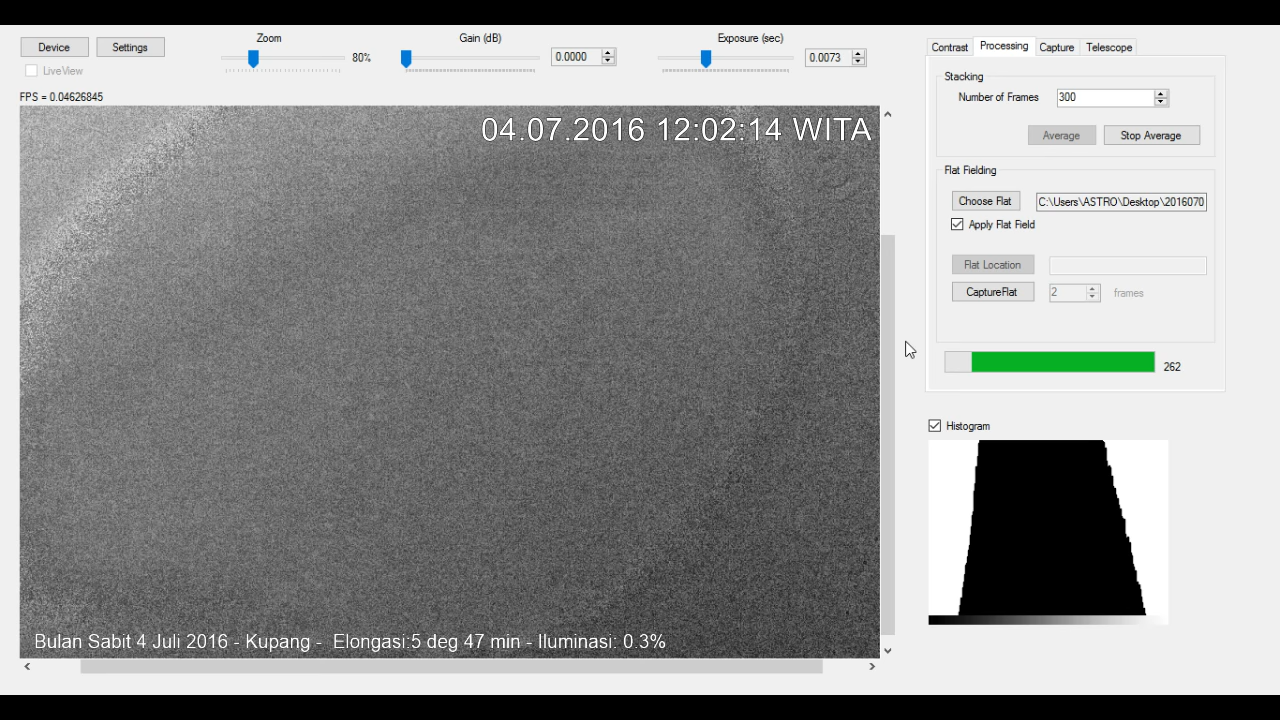 Device
Settings
Zoom
Gain (dB)
Exposure (sec)
80%
0.0000
0.0073
LiveView
FPS = 0.04626845
Contrast
Processing
Capture
Telescope
Stacking
Number of Frames
300
Average
Stop Average
Flat Fielding
Choose Flat
C:\Users\ASTRO\Desktop\2016070
Apply Flat Field
Flat Location
CaptureFlat
2
frames
262
Histogram
04.07.2016 12:02:14 WITA
Bulan Sabit 4 Juli 2016 - Kupang - Elongasi:5 deg 47 min - Iluminasi: 0.3%